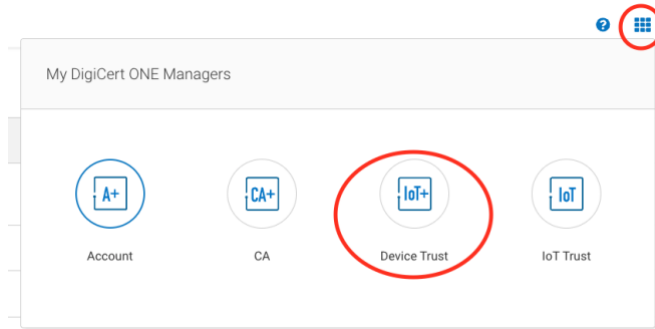 ?
My DigiCert ONE Managers
A+ CA+ IoT+ IoT
Account CA Device Trust IoT Trust